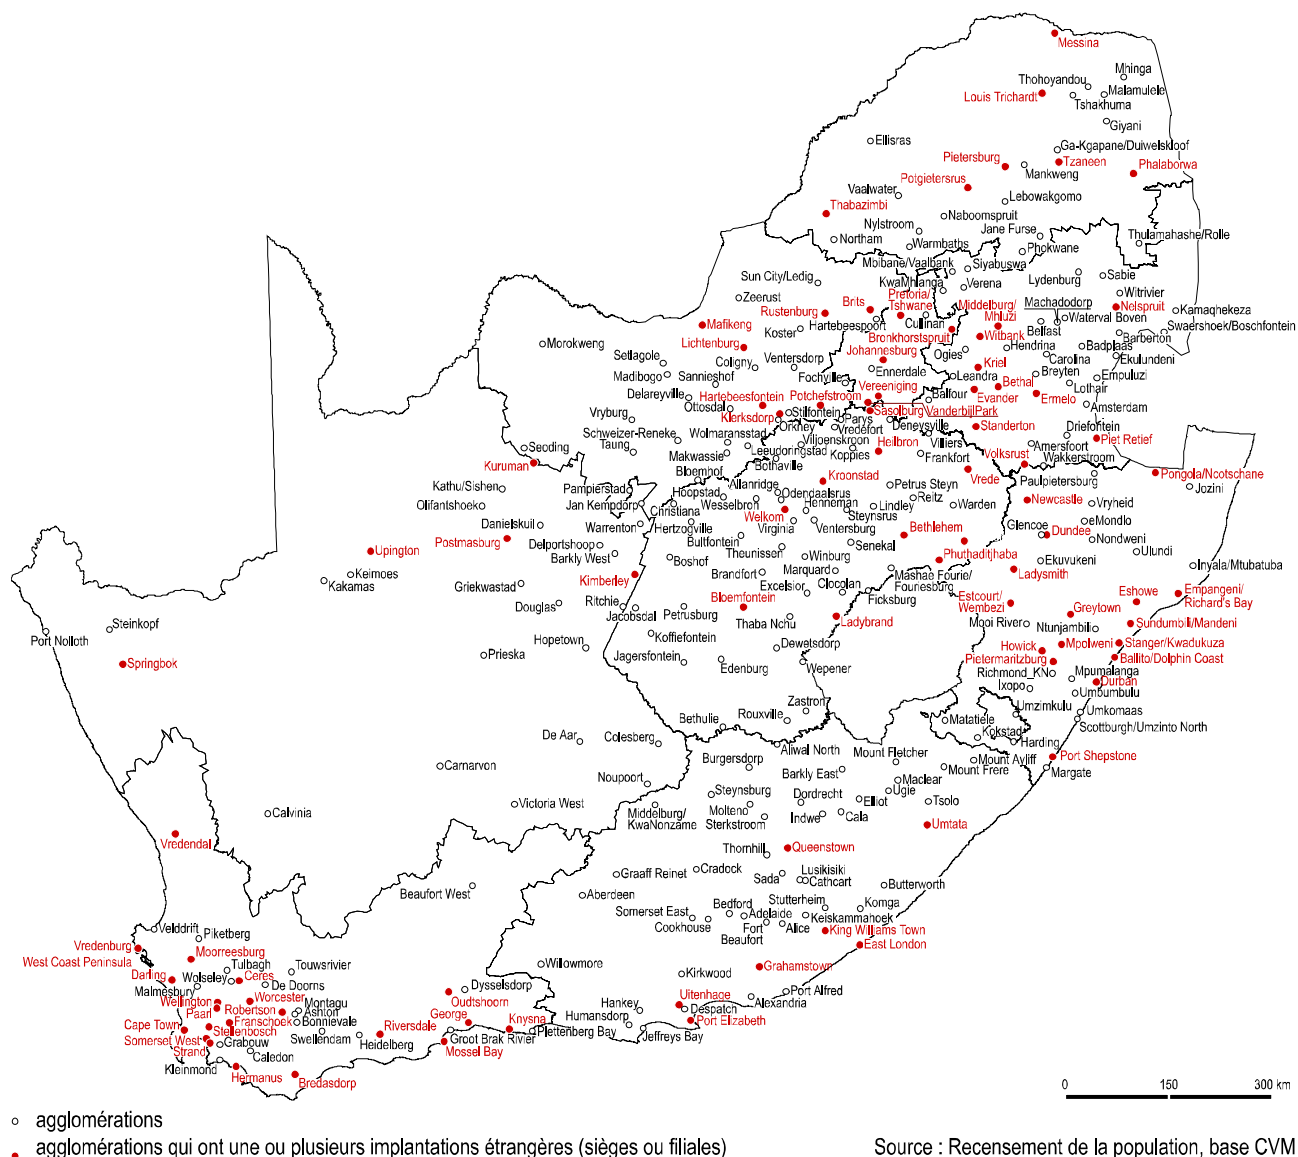 Messina
Mhinga
Thohoyandou
Malamulele
Louis Trichardt
Tshakhuma
Giyani
Ellisras
Ga-Kgapane/Duiwelskloof
Pietersburg
Tzaneen
Phalaborwa
Mankweng
Potgietersrus
Vaalwater
Lebowakgomo
Thabazimbi
Naboomspruit
Nylstroom
Jane Furse
Thulamahashe/Rolle
Northam
Warmbaths
Phokwane
Mbibane/Vaalbank
Siyabuswa
Sun City/Ledig
KwaMhlanga
Verena
Lydenburg
Sabie
Zeerust
Pretoria/
Tshwane
Witrivier
Brits
Middelburg/
Mhluzi
Machadodorp
Nelspruit
Rustenburg
Kamaqhekeza
Mafikeng
Hartebeespoort
Cullinan
Waterval Boven
Swaershoek/Boschfontein
Koster
Bronkhorstspruit
Witbank
Belfast
Barberton
Morokweng
Lichtenburg
Johannesburg
Ogies
Hendrina
Badplaas
Setlagole
Coligny
Ventersdorp
Carolina
Ekulundeni
Madibogo
Sannieshof
Fochville
Ennerdale
Kriel
Breyten
Leandra
Empuluzi
Delareyville
Hartebeesfontein
Potchefstroom
Vereeniging
Bethal
Lothair
Balfour
Evander
Ermelo
Ottosdal
Amsterdam
Vryburg
Klerksdorp
Stilfontein
Parys
Sasolburg
VanderbijlPark
Orkney
Vredefort
Deneysville
Standerton
Schweizer-Reneke
Wolmaransstad
Viljoenskroon
Driefontein
Taung
Leeudoringstad
Heilbron
Villiers
Amersfoort
Piet Retief
Seoding
Makwassie
Koppies
Frankfort
Volksrust
Wakkerstroom
Kuruman
Bloemhof
Bothaville
Vrede
Paulpietersburg
Pongola/Ncotschane
Kathu/Sishen
Pampierstad
Hoopstad
Allanridge
Kroonstad
Petrus Steyn
Jozini
Odendaalsrus
Olifantshoek
Jan Kempdorp
Christiana
Wesselbron
Henneman
Lindley
Reitz
Warden
Newcastle
Vryheid
Danielskuil
Warrenton
Hertzogville
Welkom
Virginia
Steynsrus
eMondlo
Ventersburg
Bethlehem
Glencoe
Dundee
Nondweni
Postmasburg
Delportshoop
Bultfontein
Senekal
Upington
Barkly West
Boshof
Theunissen
Winburg
Phuthaditjhaba
Ekuvukeni
Ulundi
Keimoes
Kimberley
Brandfort
Marquard
Mashae Fourie/
Fouriesburg
Ladysmith
Inyala/Mtubatuba
Kakamas
Griekwastad
Excelsior
Clocolan
Ficksburg
Eshowe
Empangeni/
Richard's Bay
Douglas
Ritchie
Bloemfontein
Estcourt/
Wembezi
Jacobsdal
Petrusburg
Thaba Nchu
Ladybrand
Greytown
Steinkopf
Port Nolloth
Mooi River
Ntunjambili
Sundumbili/Mandeni
Hopetown
Koffiefontein
Dewetsdorp
Howick
Mpolweni
Stanger/Kwadukuza
Springbok
Prieska
Jagersfontein
Edenburg
Wepener
Pietermaritzburg
Ballito/Dolphin Coast
Richmond_KN
Mpumalanga
Ixopo
Durban
Umbumbulu
Zastron
Umzimkulu
Umkomaas
Bethulie
Rouxville
Matatiele
Scottburgh/Umzinto North
Kokstad
De Aar
Colesberg
Harding
Aliwal North
Mount Fletcher
Mount Ayliff
Port Shepstone
Burgersdorp
Carnarvon
Barkly East
Mount Frere
Margate
Noupoort
Maclear
Ugie
Steynsburg
Dordrecht
Victoria West
Elliot
Tsolo
Calvinia
Middelburg/
KwaNonzame
Molteno
Indwe
Cala
Sterkstroom
Umtata
Vredendal
Queenstown
Thornhill
Graaff Reinet
Cradock
Lusikisiki
Sada
Cathcart
Butterworth
Beaufort West
Aberdeen
Stutterheim
Bedford
Komga
Somerset East
Adelaide
Keiskammahoek
Cookhouse
Fort
Beaufort
Alice
King Williams Town
Velddrift
Piketberg
East London
Vredenburg
West Coast Peninsula
Moorreesburg
Willowmore
Grahamstown
Tulbagh
Touwsrivier
Kirkwood
Darling
Wolseley
Ceres
De Doorns
Malmesbury
Dysselsdorp
Port Alfred
Wellington
Worcester
Montagu
Oudtshoorn
Uitenhage
Alexandria
Paarl
Robertson
Ashton
Hankey
Despatch
Cape Town
Franschoek
Bonnievale
George
Knysna
Humansdorp
Port Elizabeth
Stellenbosch
Riversdale
Plettenberg Bay
Somerset West
Grabouw
Swellendam
Groot Brak Rivier
Jeffreys Bay
Strand
Heidelberg
Mossel Bay
Caledon
Kleinmond
Hermanus
Bredasdorp
0 150 300 km
agglomérations
agglomérations qui ont une ou plusieurs implantations étrangères (sièges ou filiales)
Source : Recensement de la population, base CVM